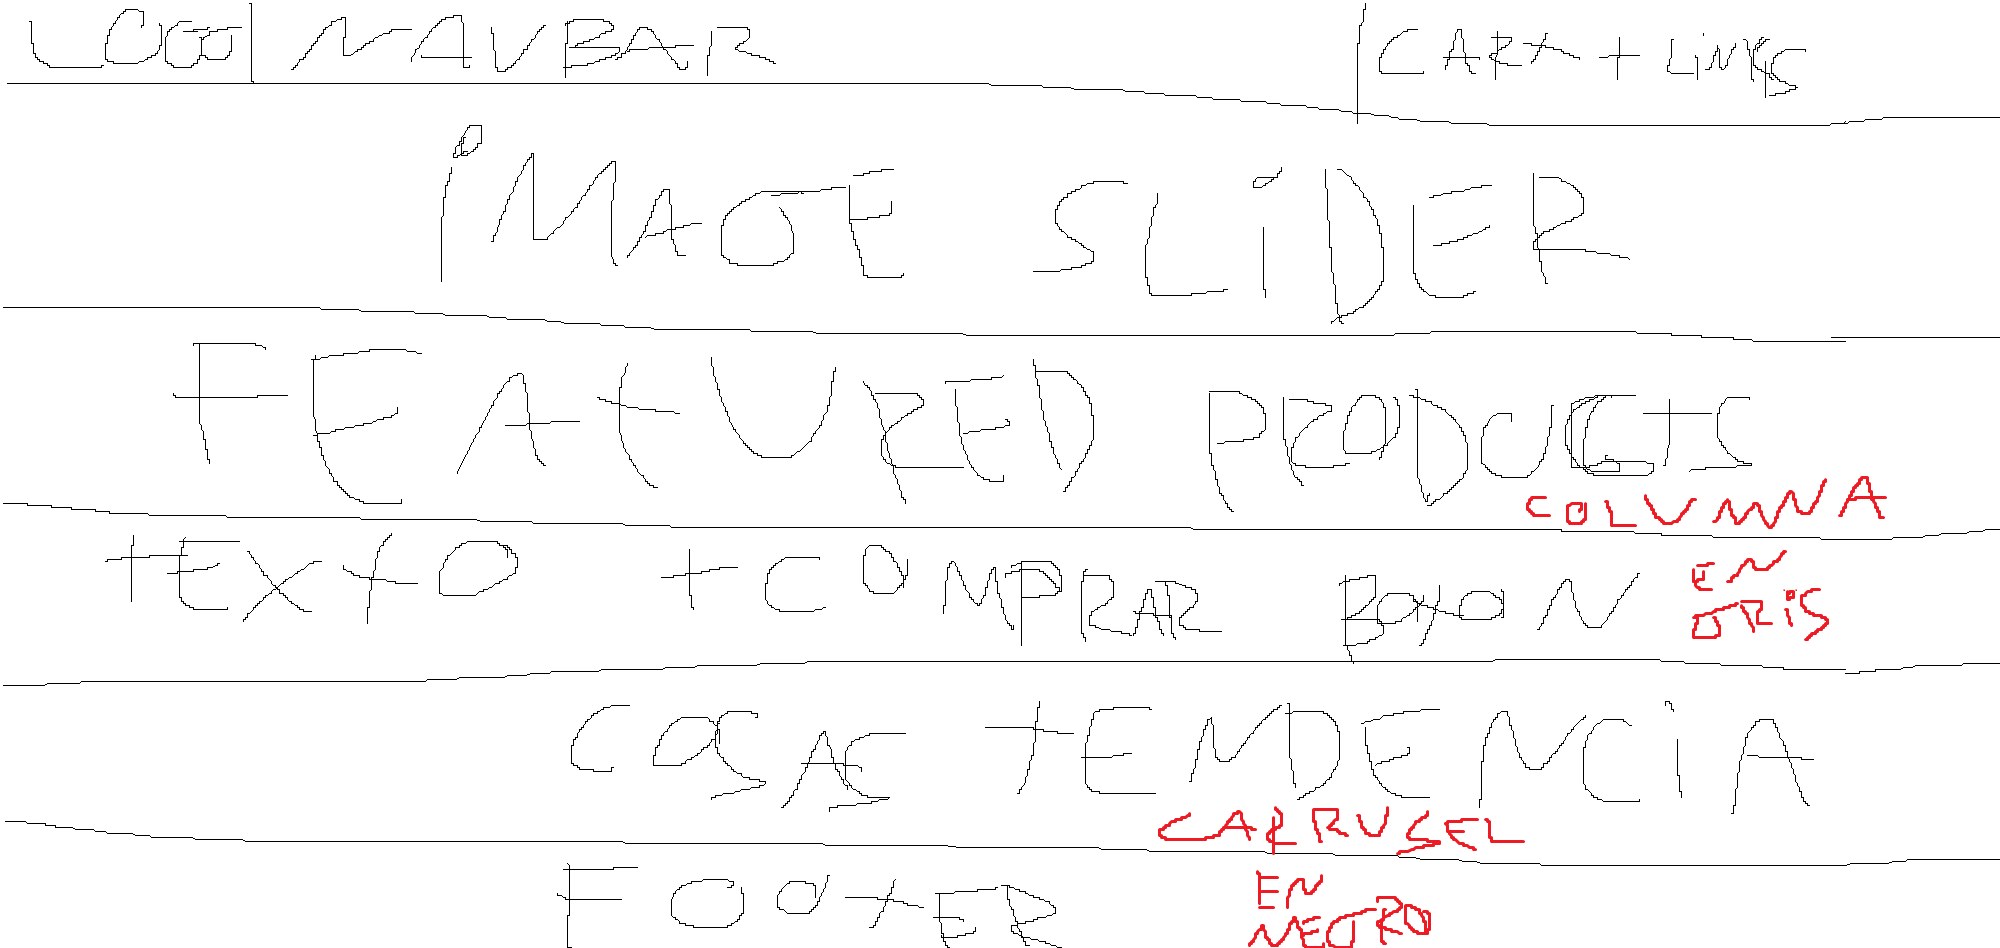 LOGO NAVBAR CART + LINKS
iMAGE SLiDER
FEATURED PRODUCTS
COLUMNA
TEXTO + COMPRAR BOTON EN GRiS
COSAS TENDENCiA
CARRUSEL
FOOTER EN NEGRO